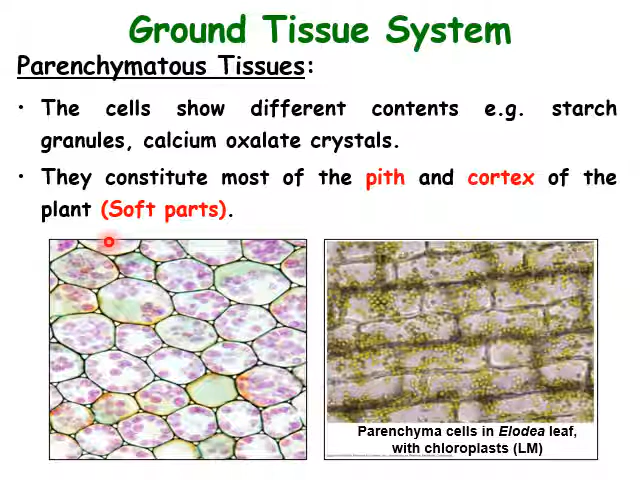 Ground Tissue System
Parenchymatous Tissues:
• The cells show different contents e.g. starch
granules, calcium oxalate crystals.
• They constitute most of the pith and cortex of the
plant (Soft parts).
Parenchyma cells in Elodea leaf,
with chloroplasts (LM)